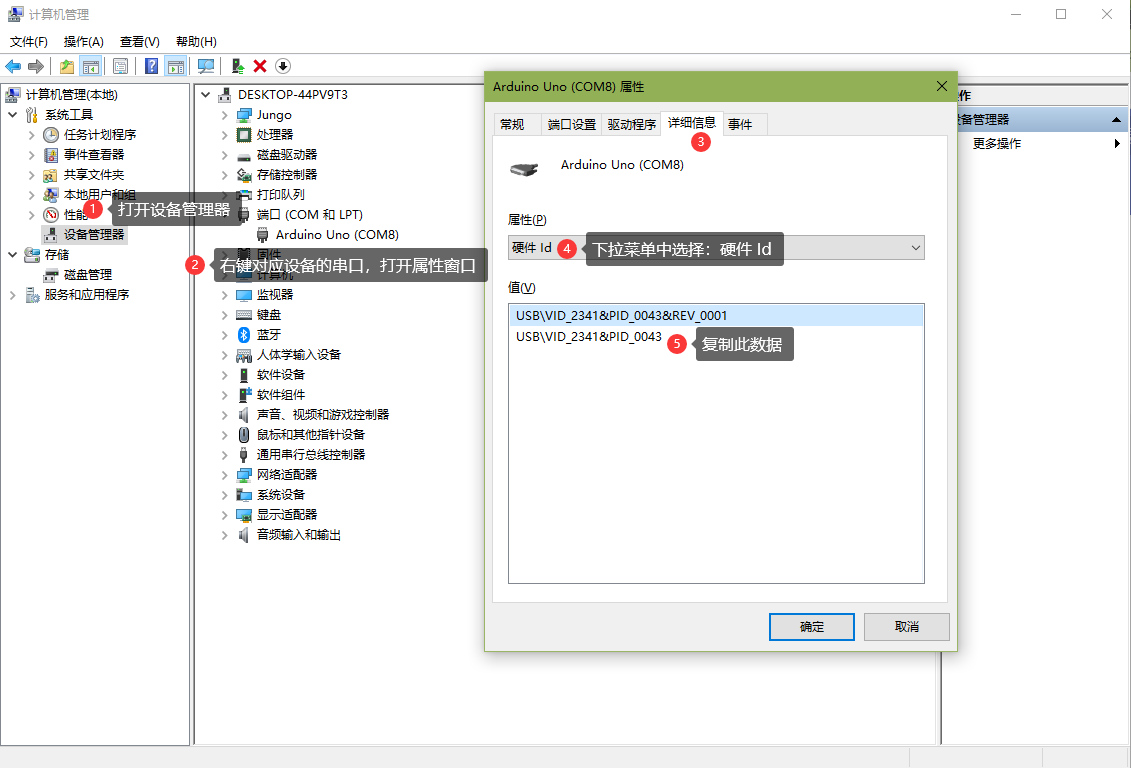 计算机管理
文件(F) 操作(A) 查看(V) 帮助(H)
计算机管理(本地)
系统工具
任务计划程序
事件查看器
共享文件夹
本地用户和组
性能
设备管理器
存储
磁盘管理
服务和应用程序
1 打开设备管理器
DESKTOP-44PV9T3
Jungo
处理器
磁盘驱动器
存储控制器
打印队列
端口 (COM 和 LPT)
Arduino Uno (COM8)
固件
计算机
监视器
键盘
蓝牙
人体学输入设备
软件设备
软件组件
声音、视频和游戏控制器
鼠标和其他指针设备
通用串行总线控制器
网络适配器
系统设备
显示适配器
音频输入和输出
2 右键对应设备的串口，打开属性窗口
Arduino Uno (COM8) 属性
常规 端口设置 驱动程序 详细信息 事件
3
Arduino Uno (COM8)
属性(P)
硬件 Id
4 下拉菜单中选择：硬件 Id
值(V)
USB\VID_2341&PID_0043&REV_0001
USB\VID_2341&PID_0043
5 复制此数据
确定 取消
作
设备管理器
更多操作